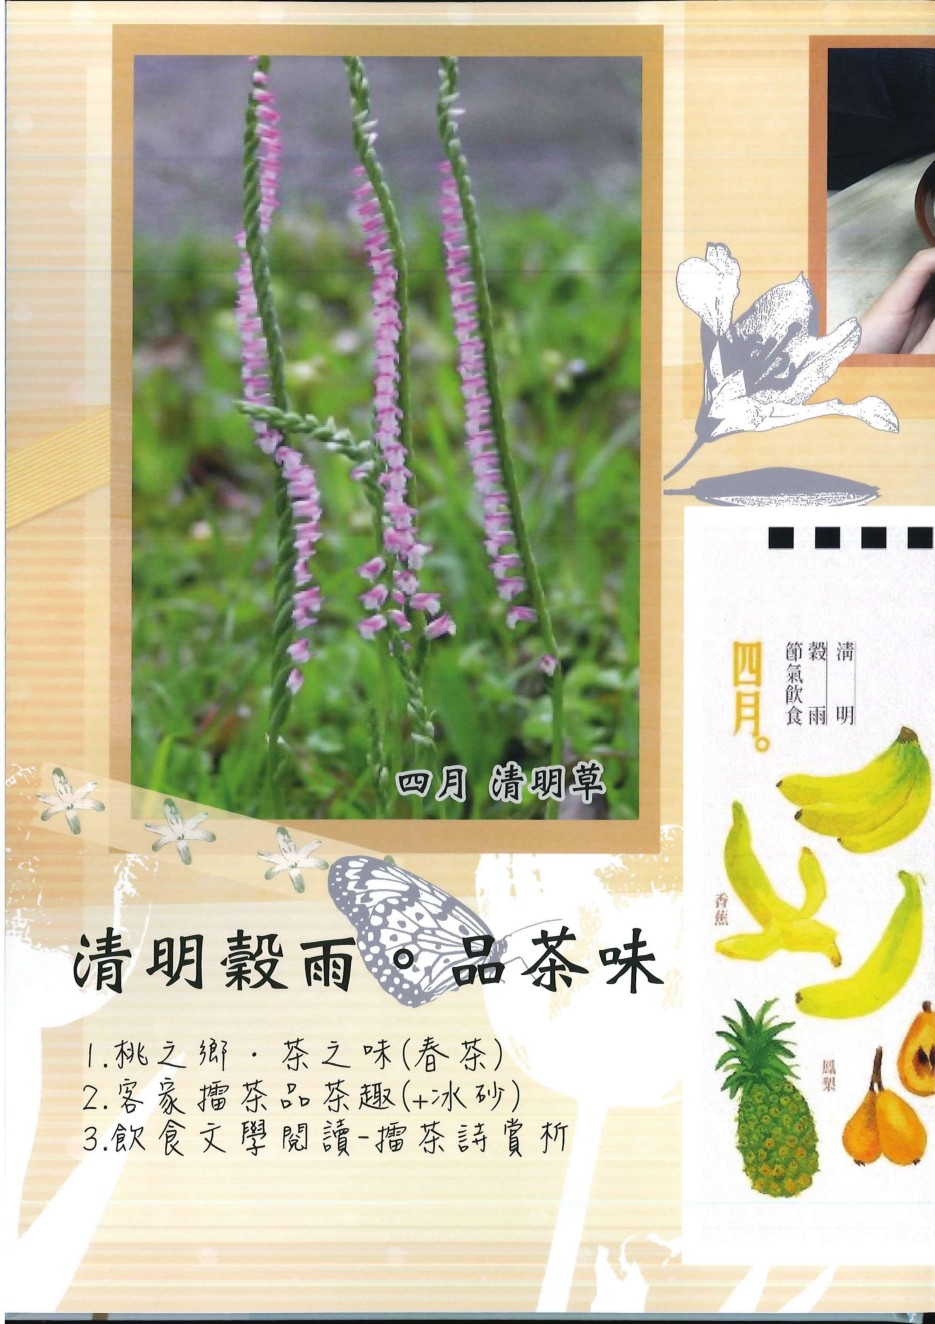 四月 清明草
清明穀雨。品茶味
1.桃之鄉·茶之味(春茶)
2.客家擂茶品茶趣(+冰砂)
3.飲食文學閱讀-擂茶詩賞析
清明
穀雨
節氣飲食
四月。
香蕉
鳳梨